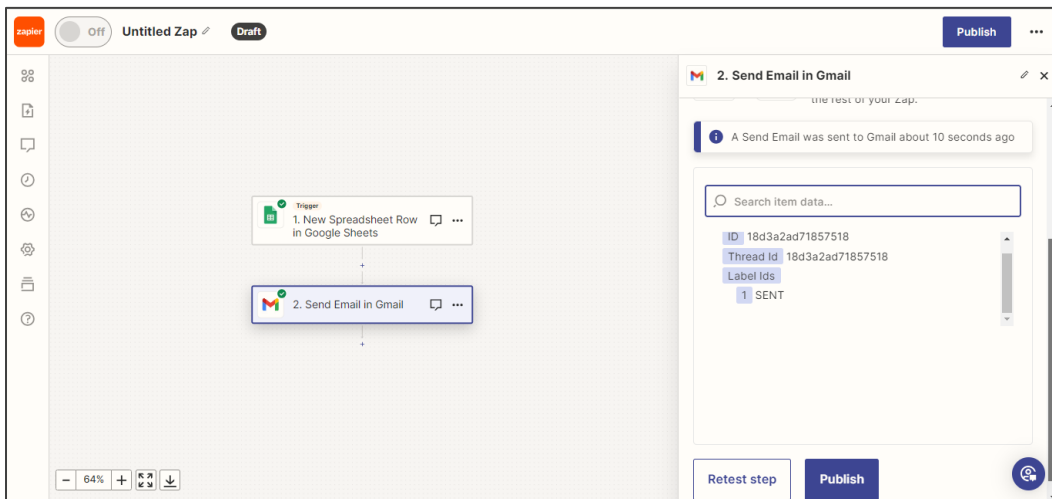 zapier
Off
Untitled Zap
Draft
Publish
2. Send Email in Gmail
the rest of your Zap.
A Send Email was sent to Gmail about 10 seconds ago
Search item data...
ID 18d3a2ad71857518
Thread Id 18d3a2ad71857518
Label Ids
1 SENT
Trigger
1. New Spreadsheet Row
in Google Sheets
2. Send Email in Gmail
64%
Retest step
Publish